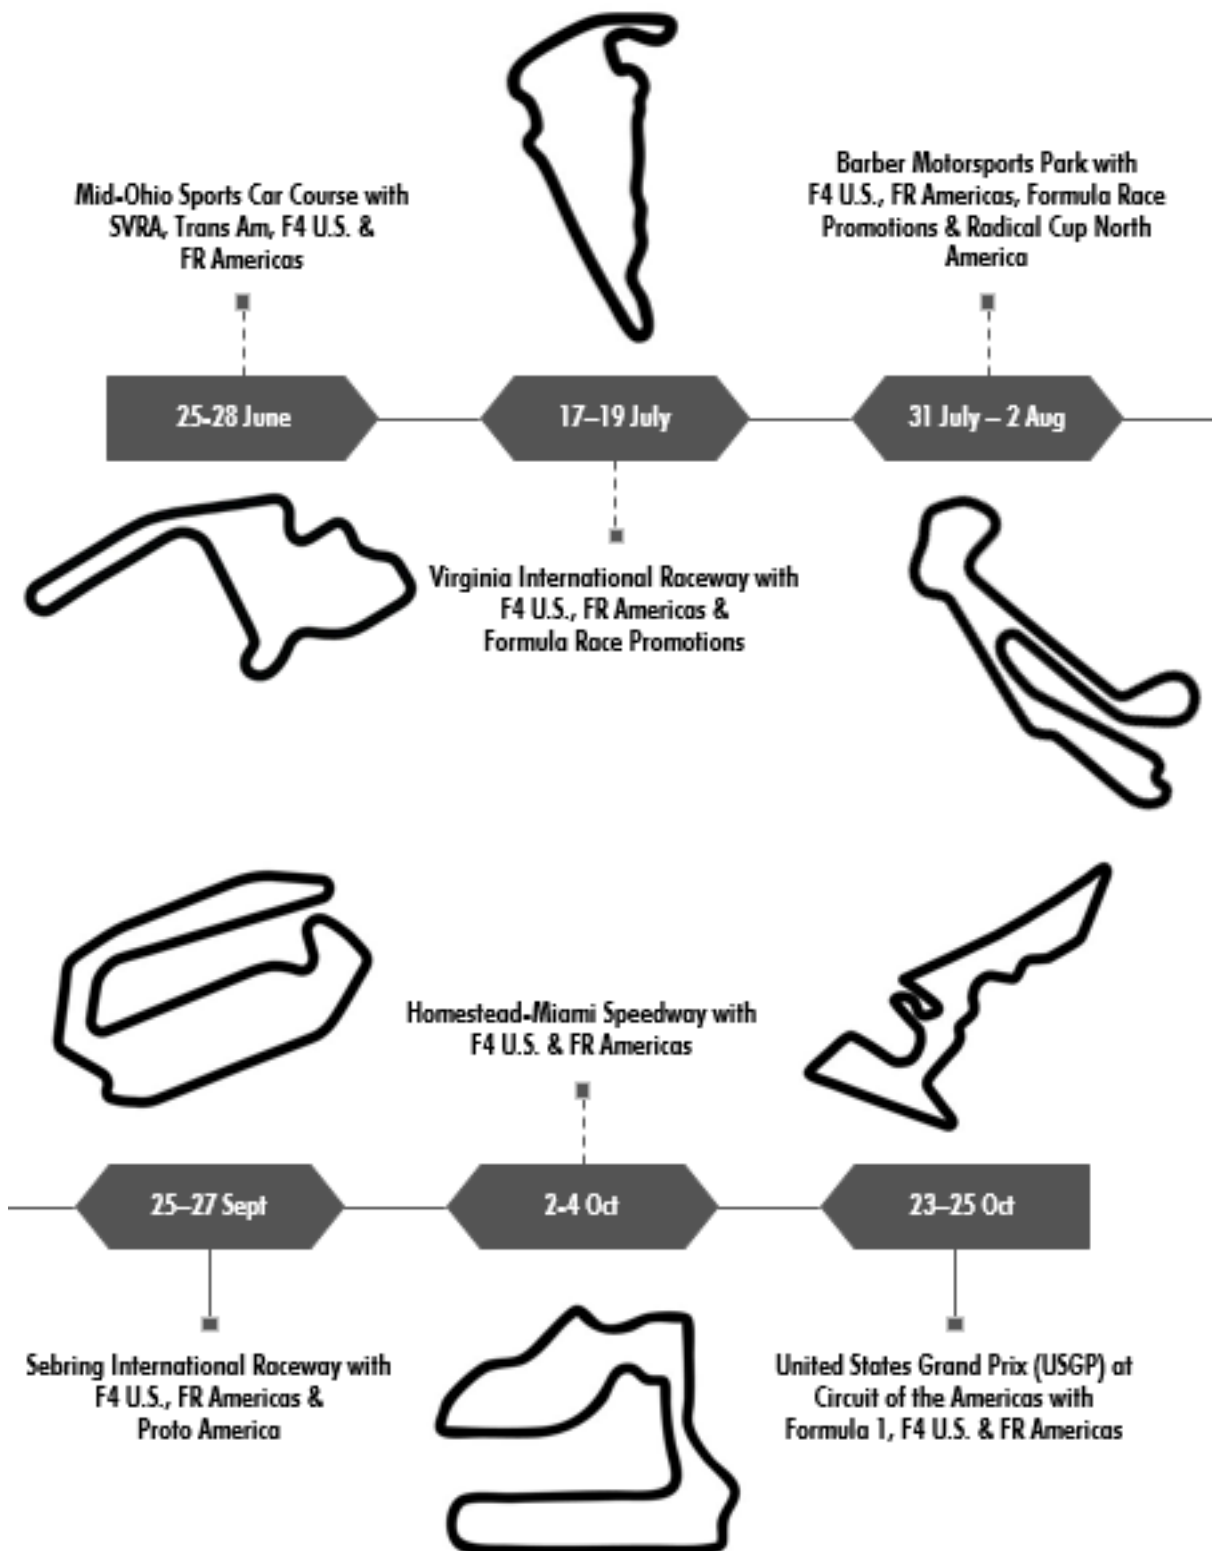 Mid-Ohio Sports Car Course with
SVRA, Trans Am, F4 U.S. &
FR Americas
Barber Motorsports Park with
F4 U.S., FR Americas, Formula Race
Promotions & Radical Cup North
America
25-28 June
17–19 July
31 July – 2 Aug
Virginia International Raceway with
F4 U.S., FR Americas &
Formula Race Promotions
Homestead-Miami Speedway with
F4 U.S. & FR Americas
25–27 Sept
2-4 Oct
23–25 Oct
Sebring International Raceway with
F4 U.S., FR Americas &
Proto America
United States Grand Prix (USGP) at
Circuit of the Americas with
Formula 1, F4 U.S. & FR Americas